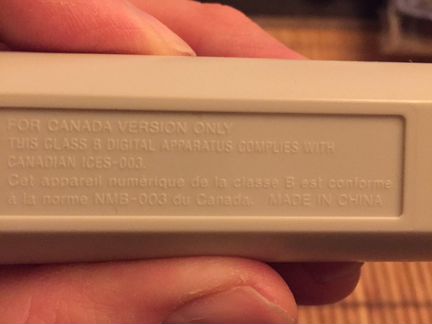 FOR CANADA VERSION ONLY
THIS CLASS B DIGITAL APPARATUS COMPLIES WITH
CANADIAN ICES-003.
Cet appareil numérique de la classe B est conforme
à la norme NMB-003 du Canada. MADE IN CHINA